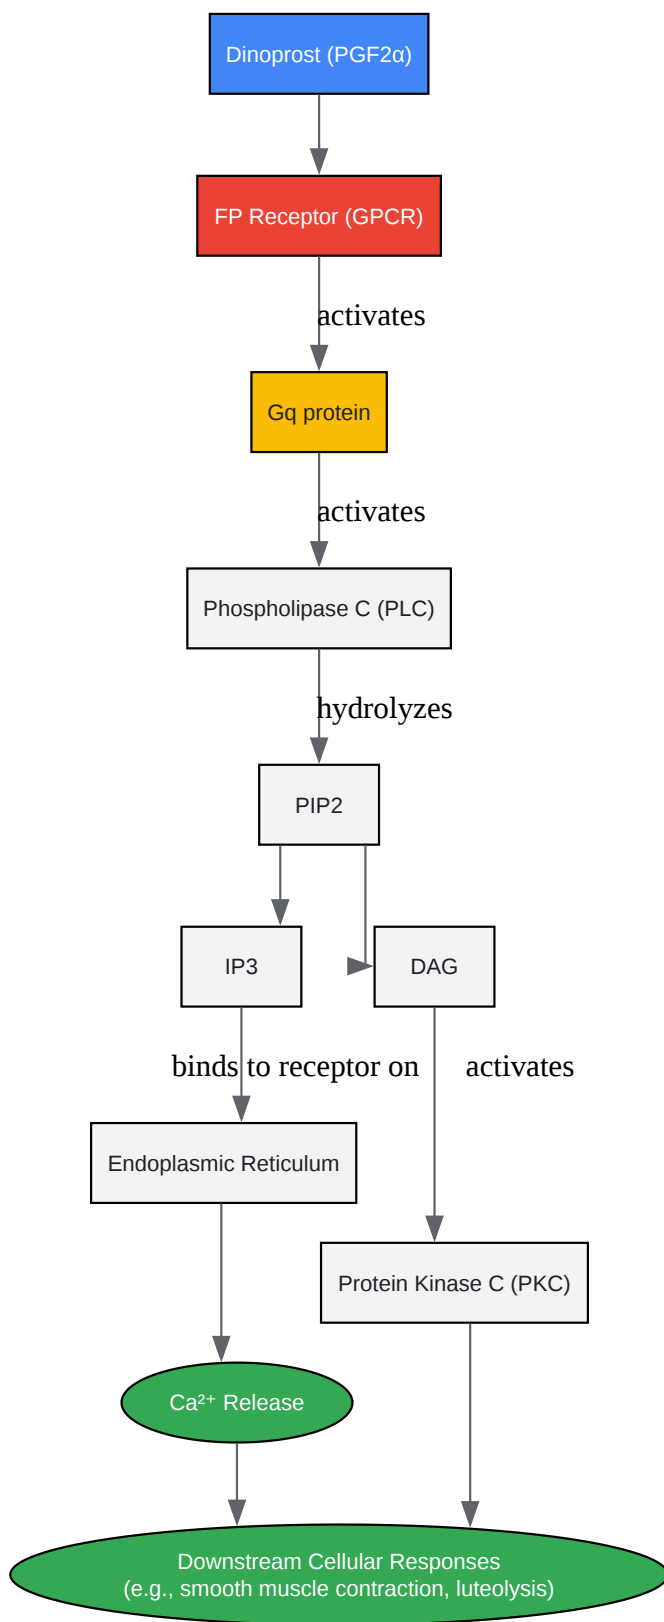 Dinoprost (PGF2α)
FP Receptor (GPCR)
activates
Gq protein
activates
Phospholipase C (PLC)
hydrolyzes
PIP2
IP3
DAG
binds to receptor on
activates
Endoplasmic Reticulum
Protein Kinase C (PKC)
Ca²⁺ Release
Downstream Cellular Responses
(e.g., smooth muscle contraction, luteolysis)